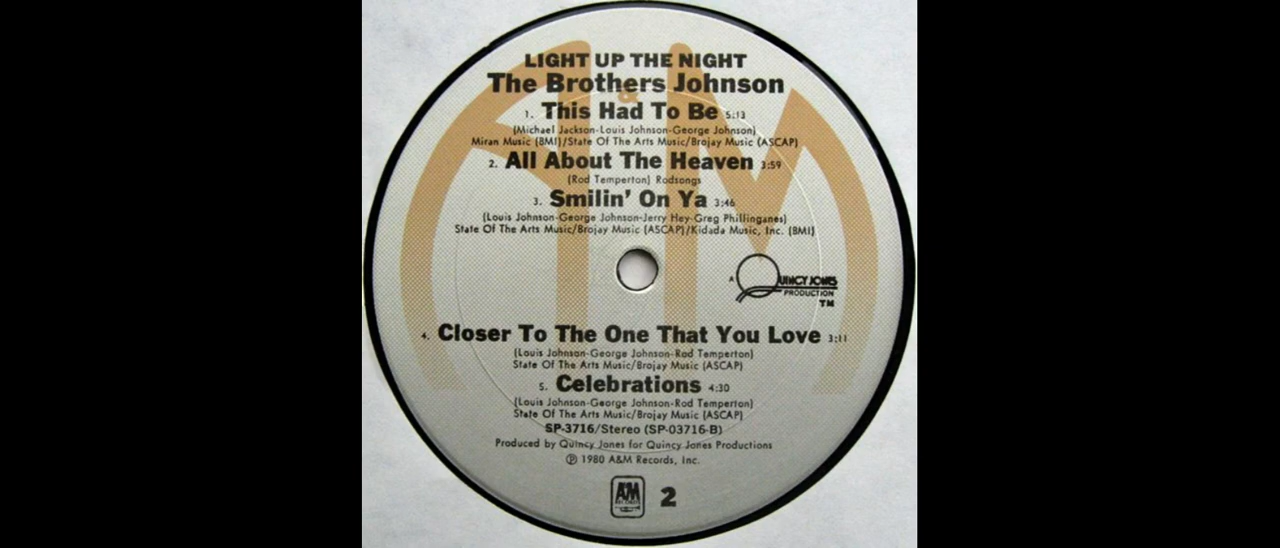 LIGHT UP THE NIGHT
The Brothers Johnson
1. This Had To Be 5:13
(Michael Jackson-Louis Johnson-George Johnson)
Miran Music (BMI)/State Of The Arts Music/Brojay Music (ASCAP)
2. All About The Heaven 3:59
(Rod Temperton) Rodsongs
3. Smilin' On Ya 3:46
(Louis Johnson-George Johnson-Jerry Hey-Greg Phillinganes)
State Of The Arts Music/Brojay Music (ASCAP)/Kidada Music, Inc. (BMI)
A QUINCY JONES
PRODUCTION
TM
4. Closer To The One That You Love 3:11
(Louis Johnson-George Johnson-Rod Temperton)
State Of The Arts Music/Brojay Music (ASCAP)
5. Celebrations 4:30
(Louis Johnson-George Johnson-Rod Temperton)
State Of The Arts Music/Brojay Music (ASCAP)
SP-3716/Stereo (SP-03716-B)
Produced by Quincy Jones for Quincy Jones Productions
℗ 1980 A&M Records, Inc.
A&M RECORDS 2